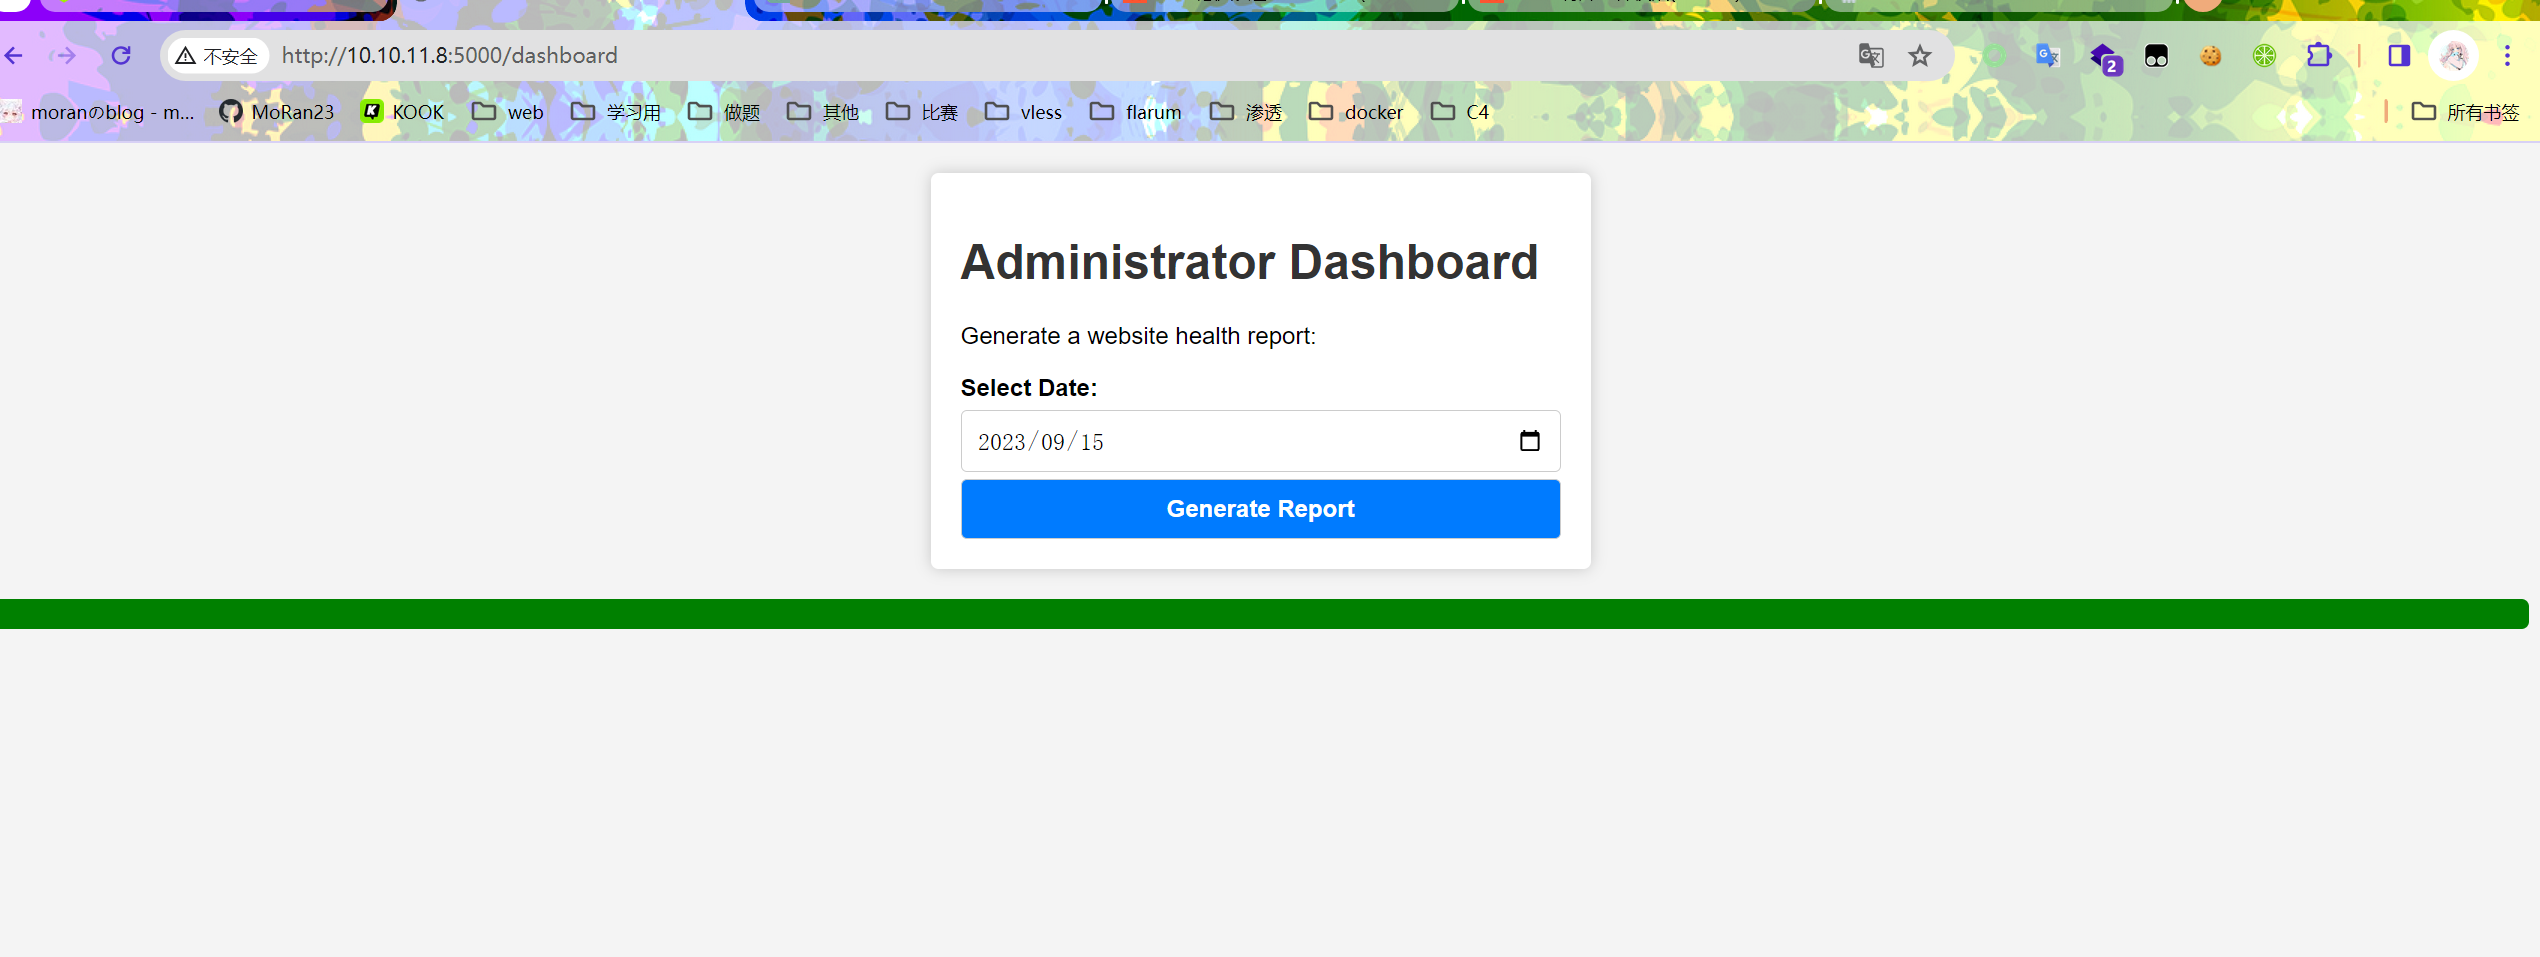 不安全 http://10.10.11.8:5000/dashboard
2
moranのblog - m... MoRan23 KOOK web 学习用 做题 其他 比赛 vless flarum 渗透 docker C4 所有书签
Administrator Dashboard
Generate a website health report:
Select Date:
2023/09/15
Generate Report